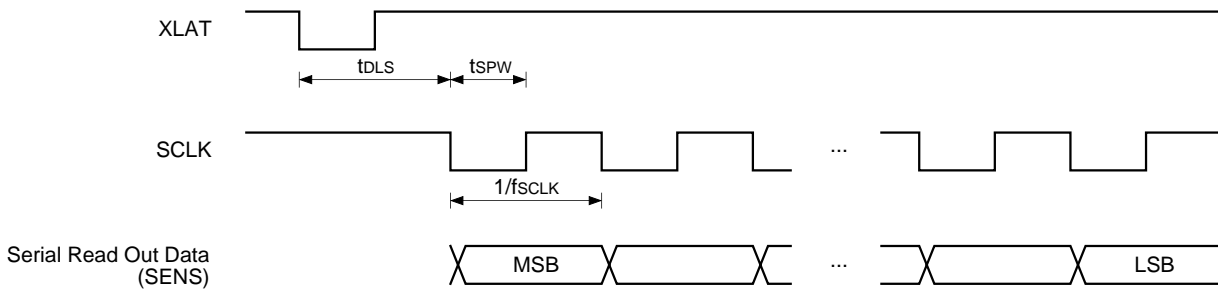 XLAT
tDLS
tSPW
SCLK
...
1/fSCLK
Serial Read Out Data
(SENS)
MSB
...
LSB